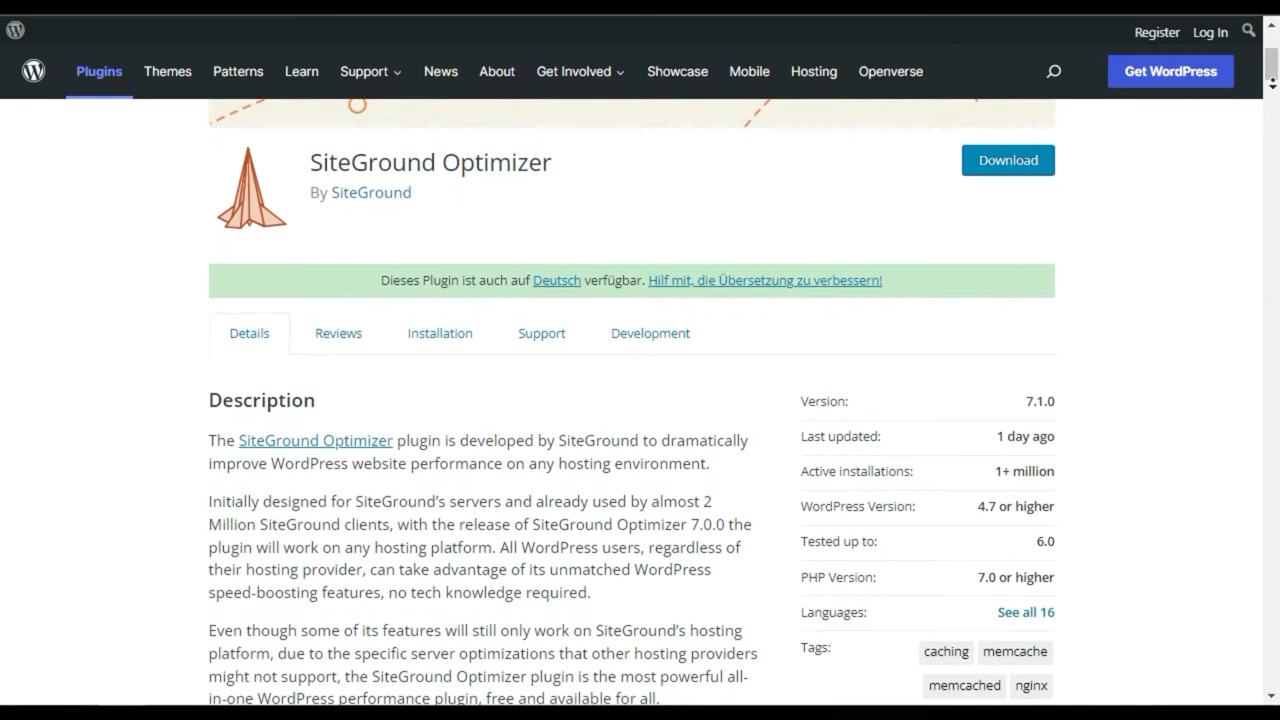 Register Log In
Plugins Themes Patterns Learn Support News About Get Involved Showcase Mobile Hosting Openverse Get WordPress
SiteGround Optimizer
Download
By SiteGround
Dieses Plugin ist auch auf Deutsch verfügbar. Hilf mit, die Übersetzung zu verbessern!
Details Reviews Installation Support Development
Description
The SiteGround Optimizer plugin is developed by SiteGround to dramatically
improve WordPress website performance on any hosting environment.
Initially designed for SiteGround's servers and already used by almost 2
Million SiteGround clients, with the release of SiteGround Optimizer 7.0.0 the
plugin will work on any hosting platform. All WordPress users, regardless of
their hosting provider, can take advantage of its unmatched WordPress
speed-boosting features, no tech knowledge required.
Even though some of its features will still only work on SiteGround's hosting
platform, due to the specific server optimizations that other hosting providers
might not support, the SiteGround Optimizer plugin is the most powerful all-
in-one WordPress performance plugin, free and available for all.
Version: 7.1.0
Last updated: 1 day ago
Active installations: 1+ million
WordPress Version: 4.7 or higher
Tested up to: 6.0
PHP Version: 7.0 or higher
Languages: See all 16
Tags: caching memcache
memcached nginx